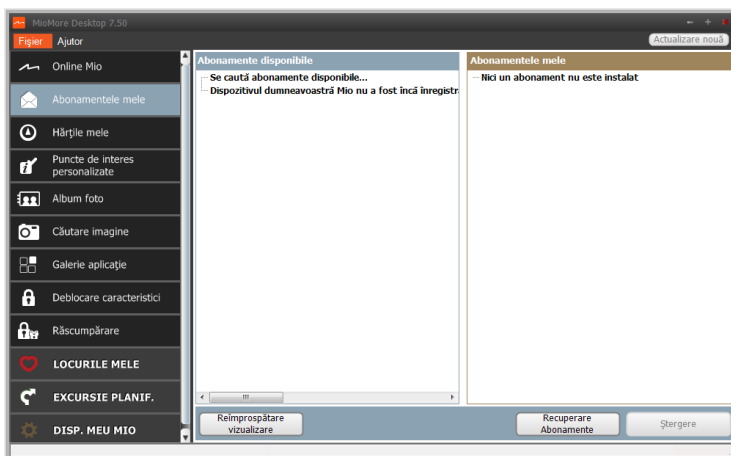 MioMore Desktop 7.50
Fişier Ajutor
Actualizare nouă
Online Mio
Abonamentele mele
Hărţile mele
Puncte de interes
personalizate
Album foto
Căutare imagine
Galerie aplicaţie
Deblocare caracteristici
Răscumpărare
LOCURILE MELE
EXCURSIE PLANIF.
DISP. MEU MIO
Abonamente disponibile
Se caută abonamente disponibile...
Dispozitivul dumneavoastră Mio nu a fost încă înregistr
Abonamentele mele
Nici un abonament nu este instalat
Reîmprospătare
vizualizare
Recuperare
Abonamente
Ştergere